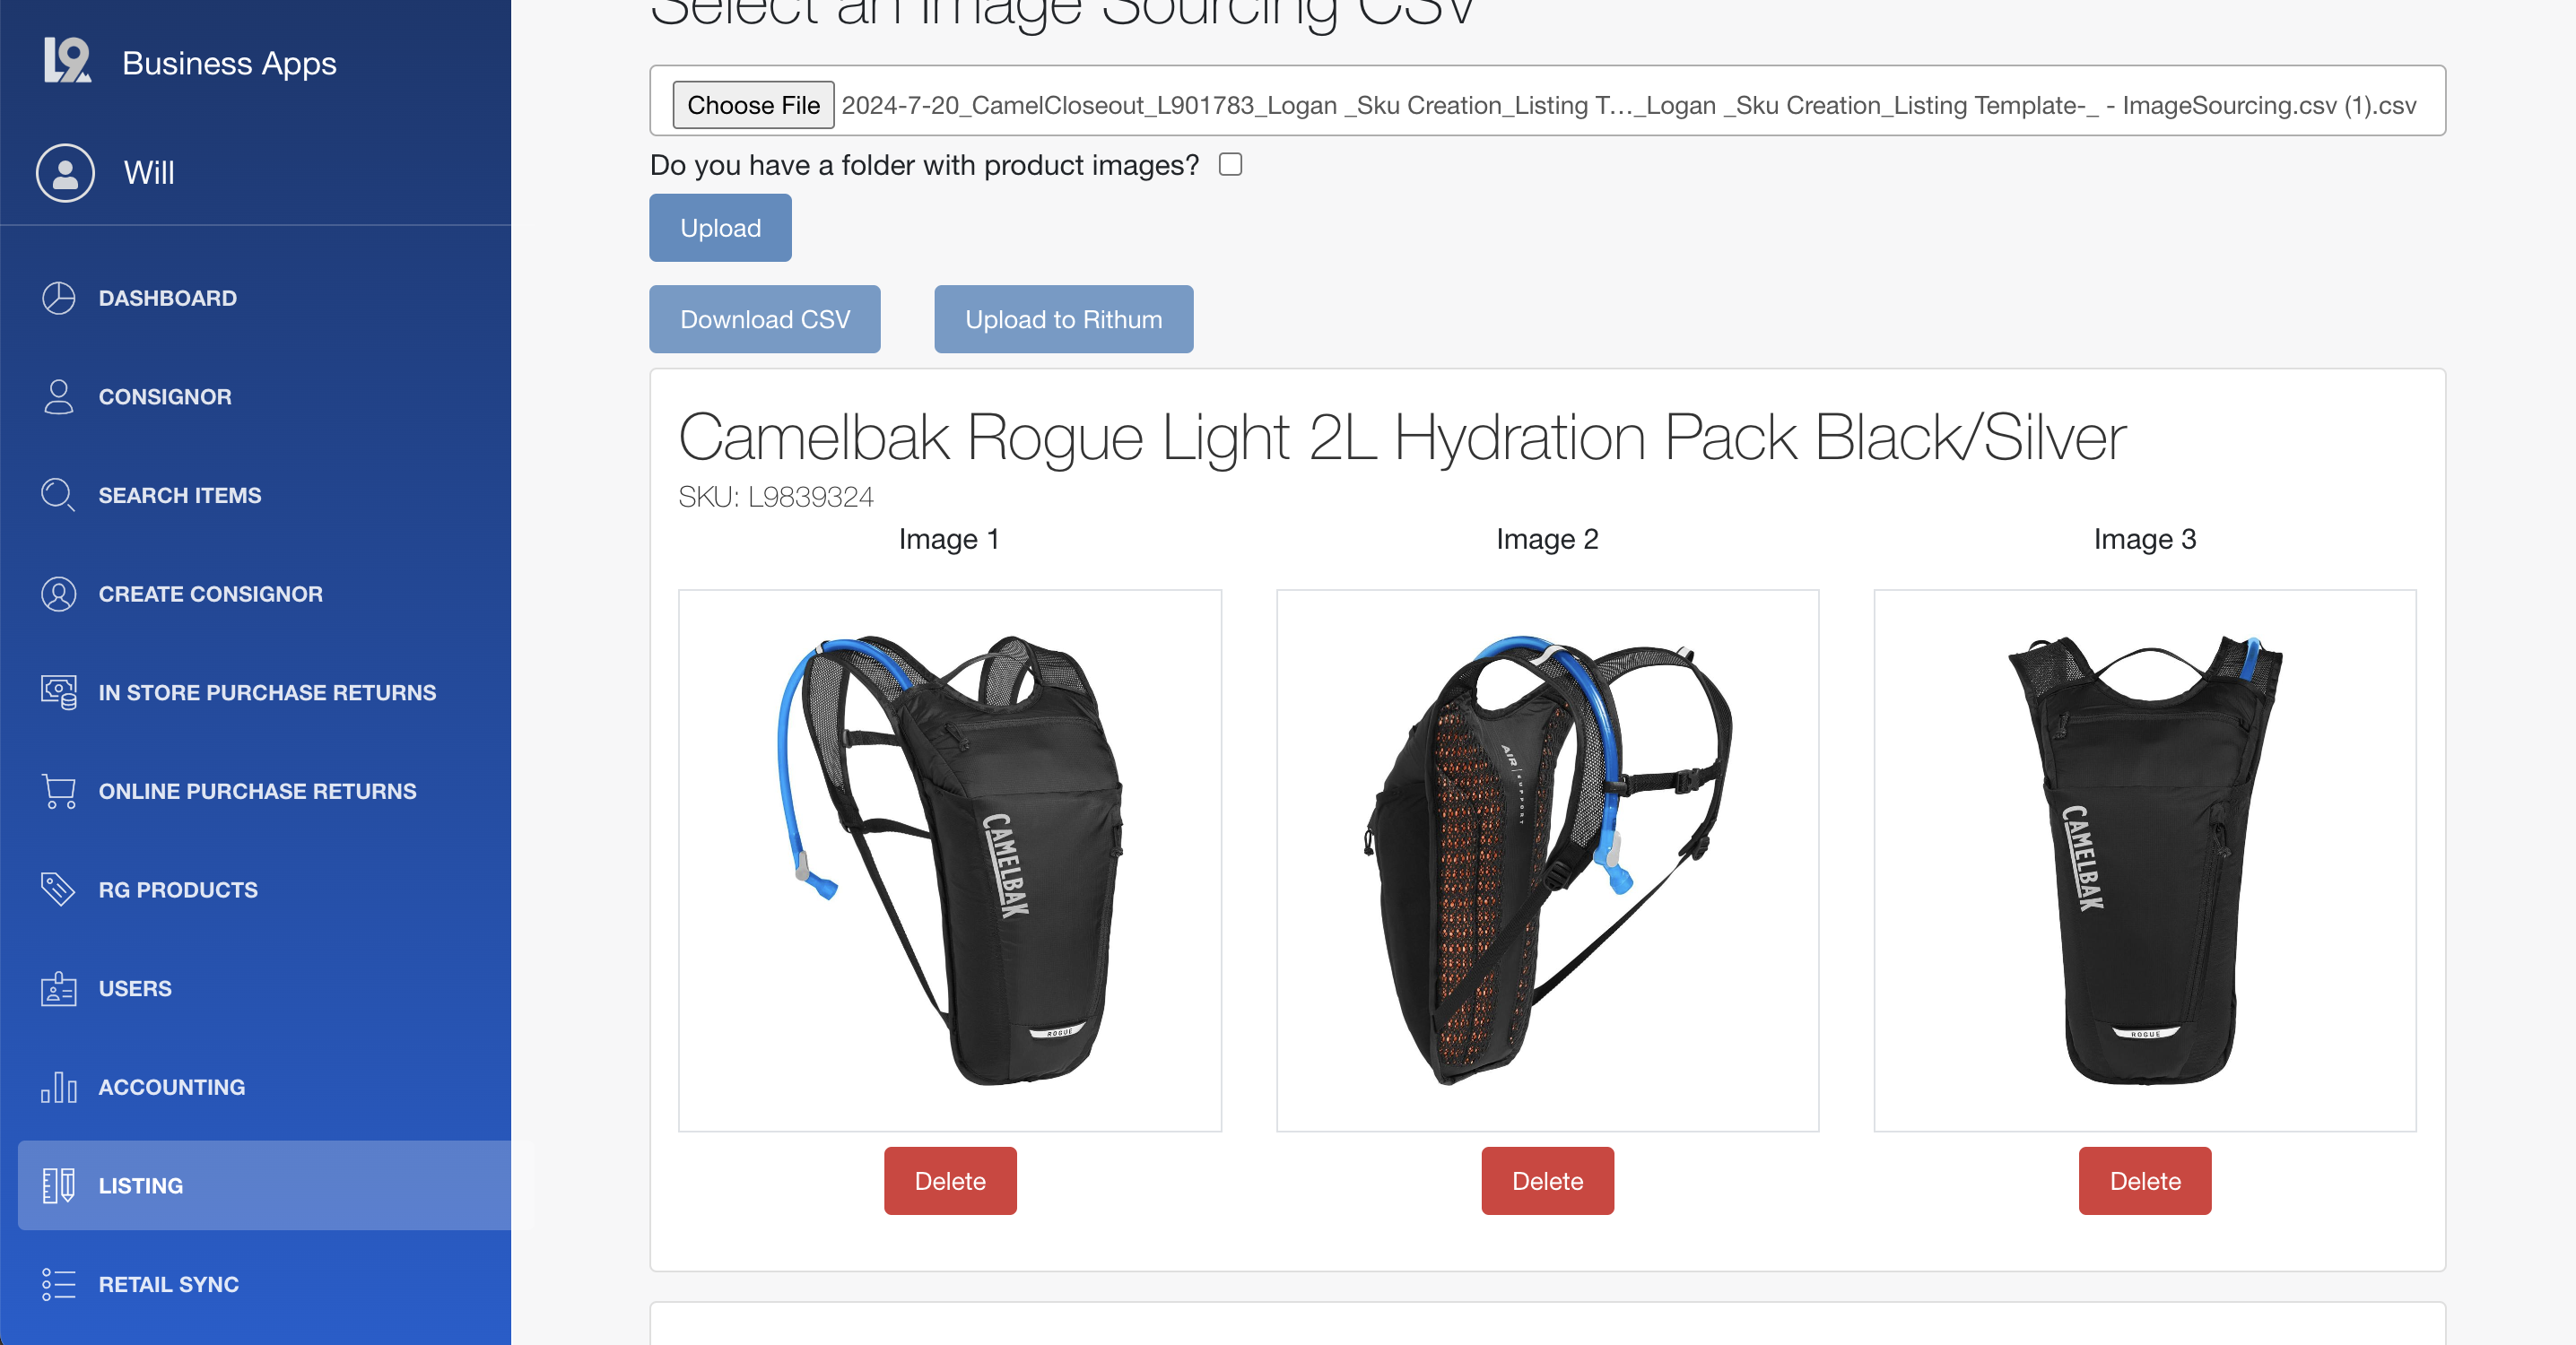 Select an Image Sourcing CSV
L9 Business Apps
Choose File 2024-7-20_CamelCloseout_L901783_Logan _Sku Creation_Listing T…_Logan _Sku Creation_Listing Template-_ - ImageSourcing.csv (1).csv
Will
Do you have a folder with product images?
Upload
DASHBOARD
Download CSV Upload to Rithum
CONSIGNOR
Camelbak Rogue Light 2L Hydration Pack Black/Silver
SEARCH ITEMS
SKU: L9839324
Image 1 Image 2 Image 3
CREATE CONSIGNOR
IN STORE PURCHASE RETURNS
ONLINE PURCHASE RETURNS
AIR | SUPPORT
CAMELBAK CAMELBAK
RG PRODUCTS
USERS
ROGUE ROGUE
ACCOUNTING
LISTING
Delete Delete Delete
RETAIL SYNC